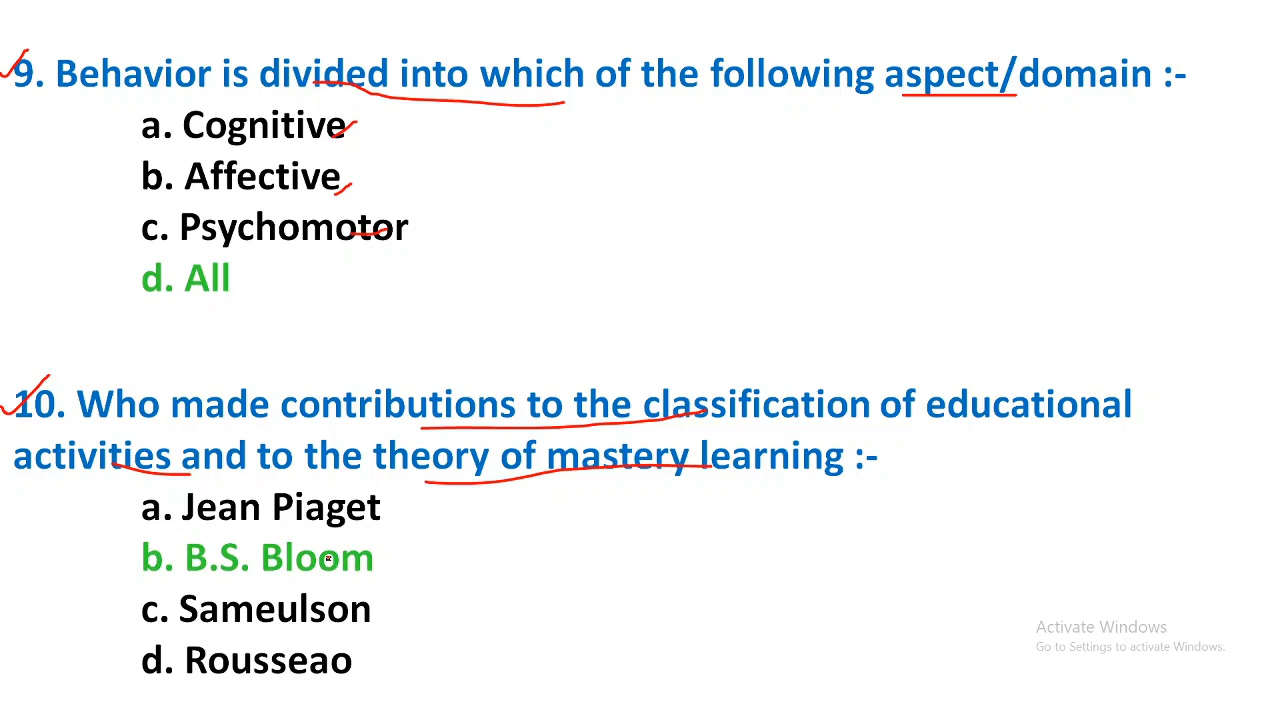 9. Behavior is divided into which of the following aspect/domain :-
a. Cognitive
b. Affective
c. Psychomotor
d. All
10. Who made contributions to the classification of educational
activities and to the theory of mastery learning :-
a. Jean Piaget
b. B.S. Bloom
c. Sameulson
d. Rousseao
Activate Windows
Go to Settings to activate Windows.